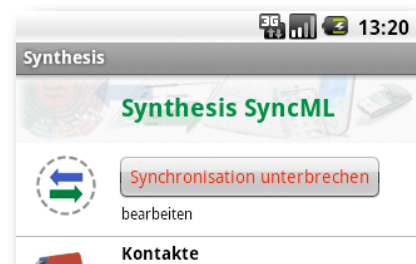 3G 13:20
Synthesis
Synthesis SyncML
Synchronisation unterbrechen
bearbeiten
Kontakte